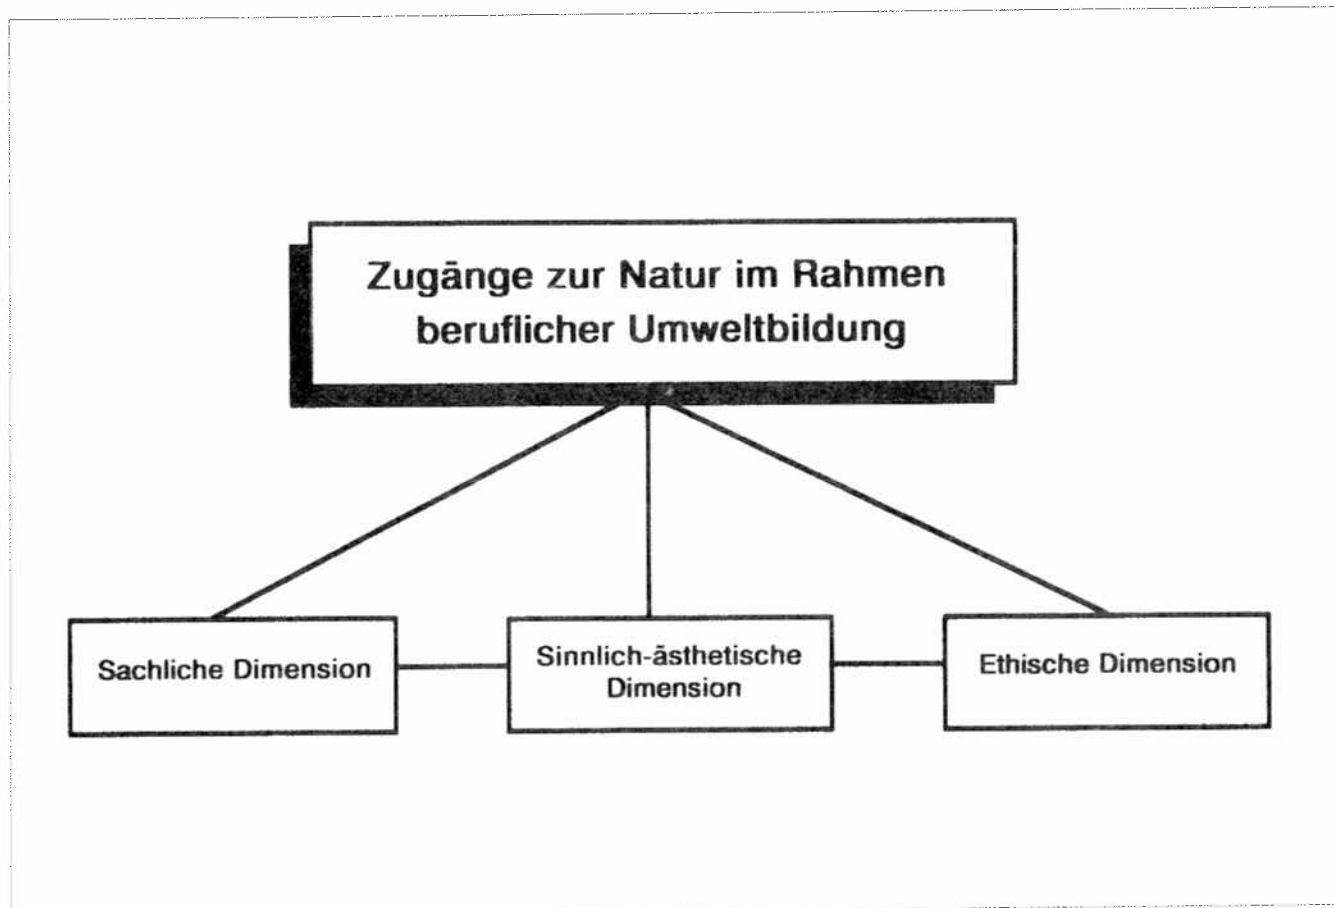 Zugänge zur Natur im Rahmen
beruflicher Umweltbildung
Sachliche Dimension
Sinnlich-ästhetische
Dimension
Ethische Dimension